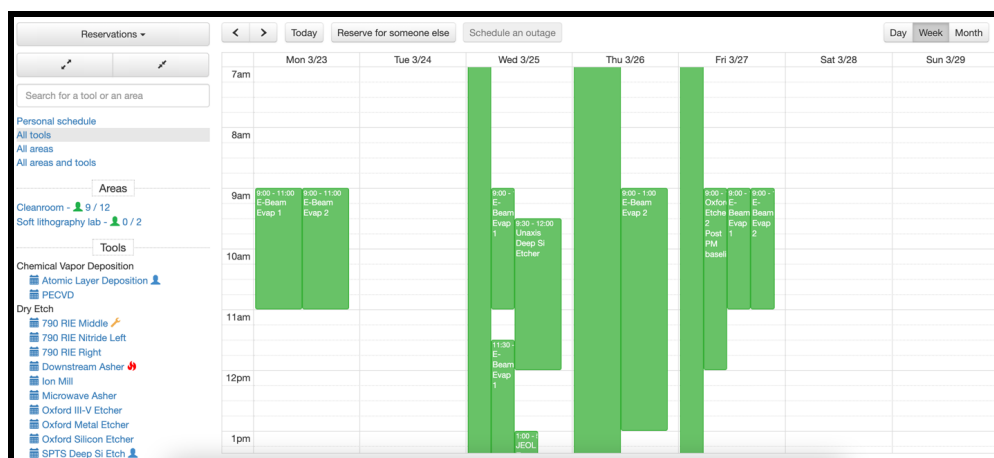 Reservations
Today
Reserve for someone else
Schedule an outage
Day
Week
Month
Search for a tool or an area
Personal schedule
All tools
All areas
All areas and tools
Areas
Cleanroom - 9 / 12
Soft lithography lab - 0 / 2
Tools
Chemical Vapor Deposition
Atomic Layer Deposition
PECVD
Dry Etch
790 RIE Middle
790 RIE Nitride Left
790 RIE Right
Downstream Asher
Ion Mill
Microwave Asher
Oxford III-V Etcher
Oxford Metal Etcher
Oxford Silicon Etcher
SPTS Deep Si Etch
Mon 3/23
Tue 3/24
Wed 3/25
Thu 3/26
Fri 3/27
Sat 3/28
Sun 3/29
7am
8am
9am
10am
11am
12pm
1pm
9:00 - 11:00
E-Beam
Evap 1
9:00 - 11:00
E-Beam
Evap 2
9:00 -
E-
Beam
Evap
1
9:30 - 12:00
Unaxis
Deep Si
Etcher
11:30 -
E-
Beam
Evap
1
1:00 -
JEOL
9:00 - 1:00
E-Beam
Evap 2
9:00 -
Oxfor
Etche
2
Post
PM
baseli
9:00 -
E-
Beam
Evap
1
9:00 -
E-
Beam
Evap
2